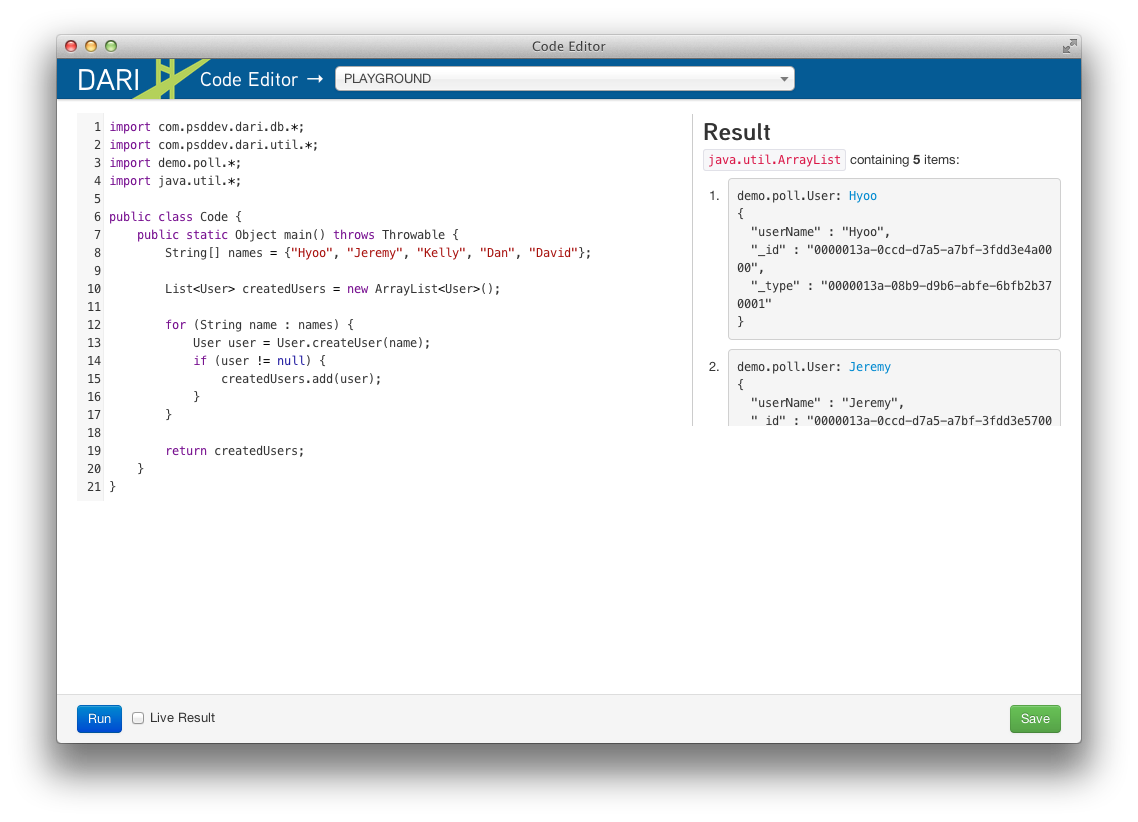 Code Editor
DARI Code Editor → PLAYGROUND
1 import com.psddev.dari.db.*;
2 import com.psddev.dari.util.*;
3 import demo.poll.*;
4 import java.util.*;
5
6 public class Code {
7     public static Object main() throws Throwable {
8         String[] names = {"Hyoo", "Jeremy", "Kelly", "Dan", "David"};
9
10         List<User> createdUsers = new ArrayList<User>();
11
12         for (String name : names) {
13             User user = User.createUser(name);
14             if (user != null) {
15                 createdUsers.add(user);
16             }
17         }
18
19         return createdUsers;
20     }
21 }
Result
java.util.ArrayList containing 5 items:
1. demo.poll.User: Hyoo
{
  "userName" : "Hyoo",
  "_id" : "0000013a-0ccd-d7a5-a7bf-3fdd3e4a00
00",
  "_type" : "0000013a-08b9-d9b6-abfe-6bfb2b37
0001"
}
2. demo.poll.User: Jeremy
{
  "userName" : "Jeremy",
  "_id" : "0000013a-0ccd-d7a5-a7bf-3fdd3e5700
Run Live Result Save